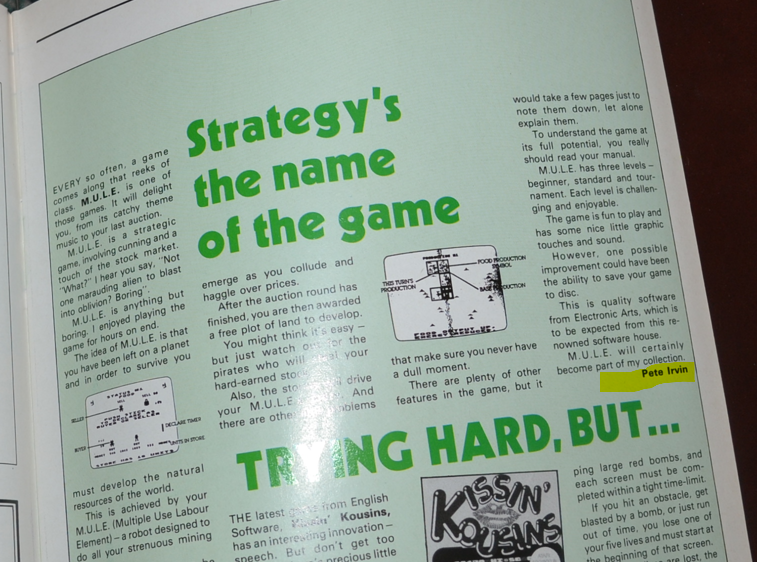 Strategy's
the name
of the game
EVERY so often, a game
comes along that reeks of
class. M.U.L.E. is one of
those games. It will delight
you, from its catchy theme
music to your last auction.
M.U.L.E. is a strategic
game, involving cunning and a
touch of the stock market.
"What?" I hear you say, "Not
one marauding alien to blast
into oblivion? Boring".
M.U.L.E. is anything but
boring. I enjoyed playing the
game for hours on end.
The idea of M.U.L.E. is that
you have been left on a planet
and in order to survive you
SELLER
BUYER
DECLARE TIMER
UNITS IN STORE
must develop the natural
resources of the world.
This is achieved by your
M.U.L.E. (Multiple Use Labour
Element) – a robot designed to
do all your strenuous mining
emerge as you collude and
haggle over prices.
After the auction round has
finished, you are then awarded
a free plot of land to develop.
You might think it's easy –
but just watch out for the
pirates who will your
hard-earned
Also, the drive
your M.U.L.E. And
there are
THIS TURN'S
PRODUCTION
FOOD PRODUCTION
SYMBOL
BASE PRODUCTION
that make sure you never have
a dull moment.
There are plenty of other
features in the game, but it
would take a few pages just to
note them down, let alone
explain them.
To understand the game at
its full potential, you really
should read your manual.
M.U.L.E. has three levels –
beginner, standard and tour-
nament. Each level is challen-
ging and enjoyable.
The game is fun to play and
has some nice little graphic
touches and sound.
However, one possible
improvement could have been
the ability to save your game
to disc.
This is quality software
from Electronic Arts, which is
to be expected from this re-
nowned software house.
M.U.L.E. will certainly
become part of my collection.
Pete Irvin
TRYING HARD, BUT...
THE latest game from English
Software, Kissin' Kousins,
has an interesting innovation –
speech. But don't get too
precious little
KISSIN'
KOUSINS
ping large red bombs, and
each screen must be com-
pleted within a tight time-limit.
If you hit an obstacle, get
blasted by a bomb, or just run
out of time, you lose one of
your five lives and must start at
the beginning of that screen.
are lost, the